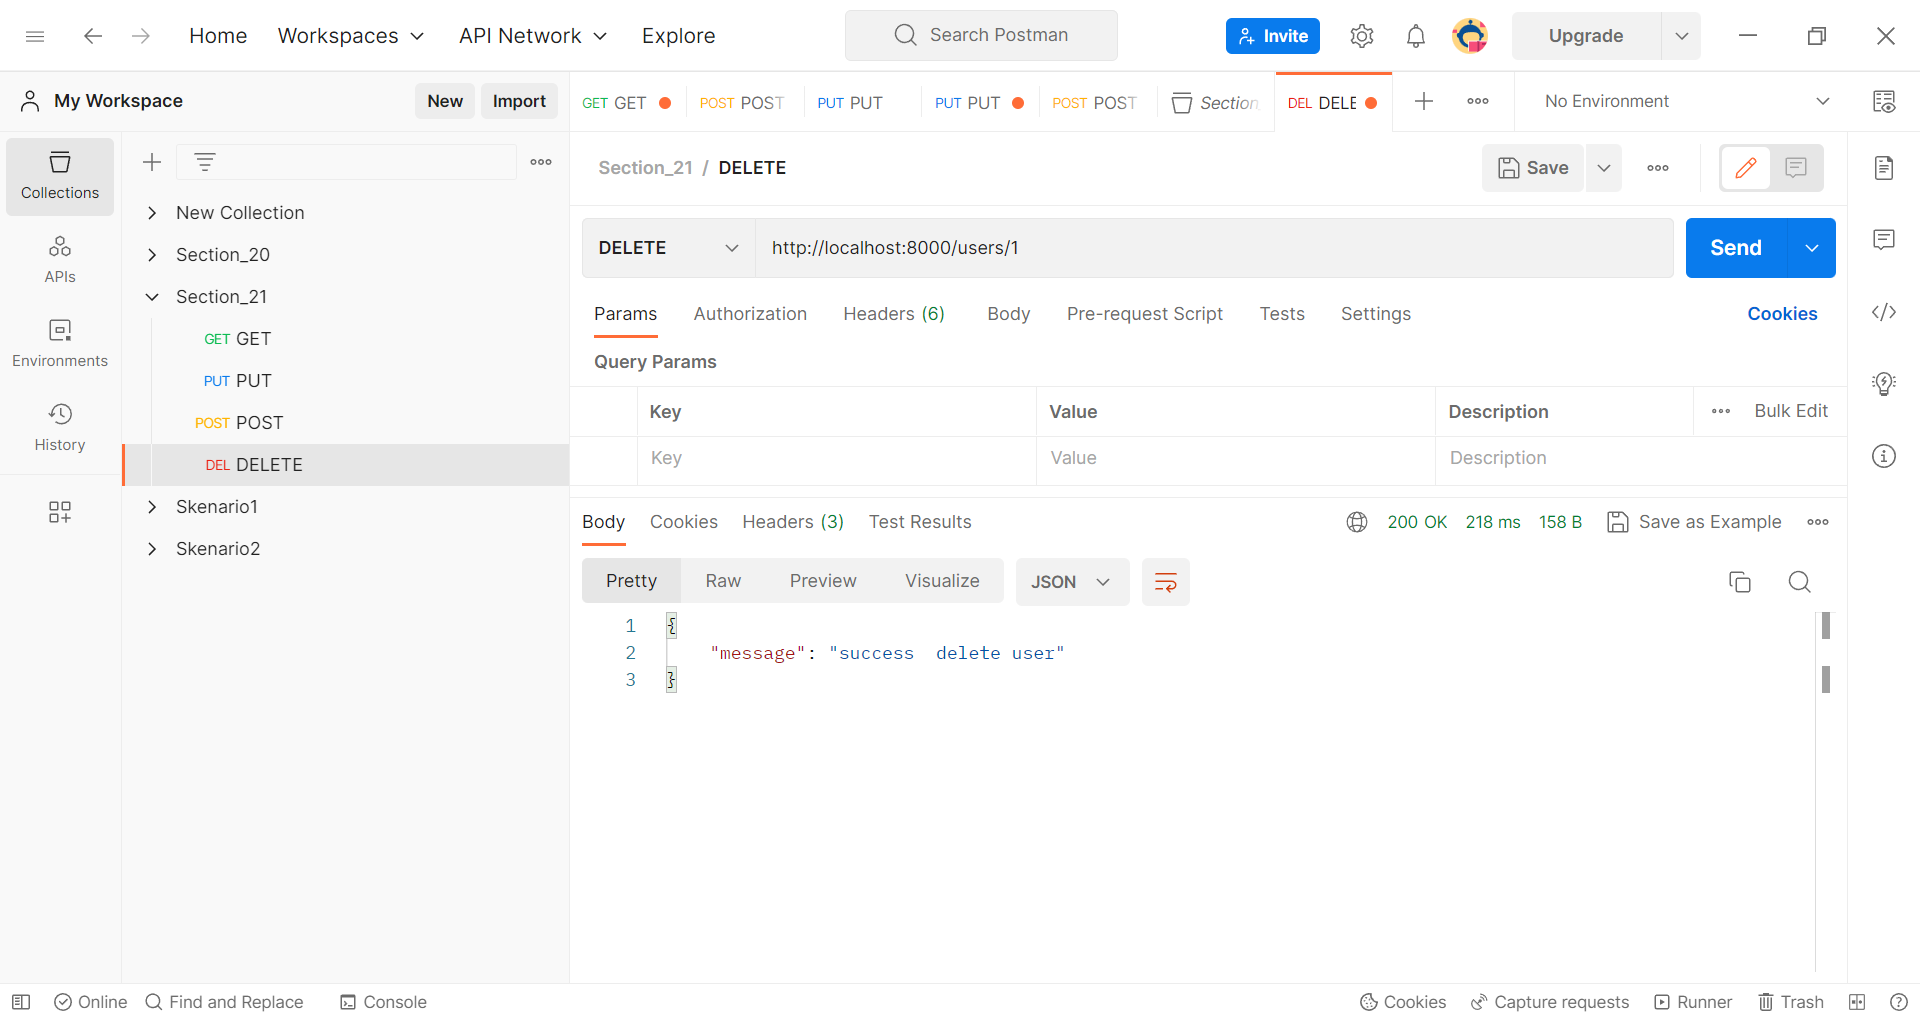 Home Workspaces API Network Explore Search Postman Invite Upgrade
My Workspace New Import
GET GET POST POST PUT PUT PUT PUT POST POST Section DEL DELE No Environment
Collections
APIs
Environments
History
New Collection
Section_20
Section_21
GET GET
PUT PUT
POST POST
DEL DELETE
Skenario1
Skenario2
Section_21 / DELETE Save
DELETE http://localhost:8000/users/1 Send
Params Authorization Headers (6) Body Pre-request Script Tests Settings Cookies
Query Params
Key Value Description Bulk Edit
Key Value Description
Body Cookies Headers (3) Test Results 200 OK 218 ms 158 B Save as Example
Pretty Raw Preview Visualize JSON
1 {
2 "message": "success  delete user"
3 }
Online Find and Replace Console Cookies Capture requests Runner Trash